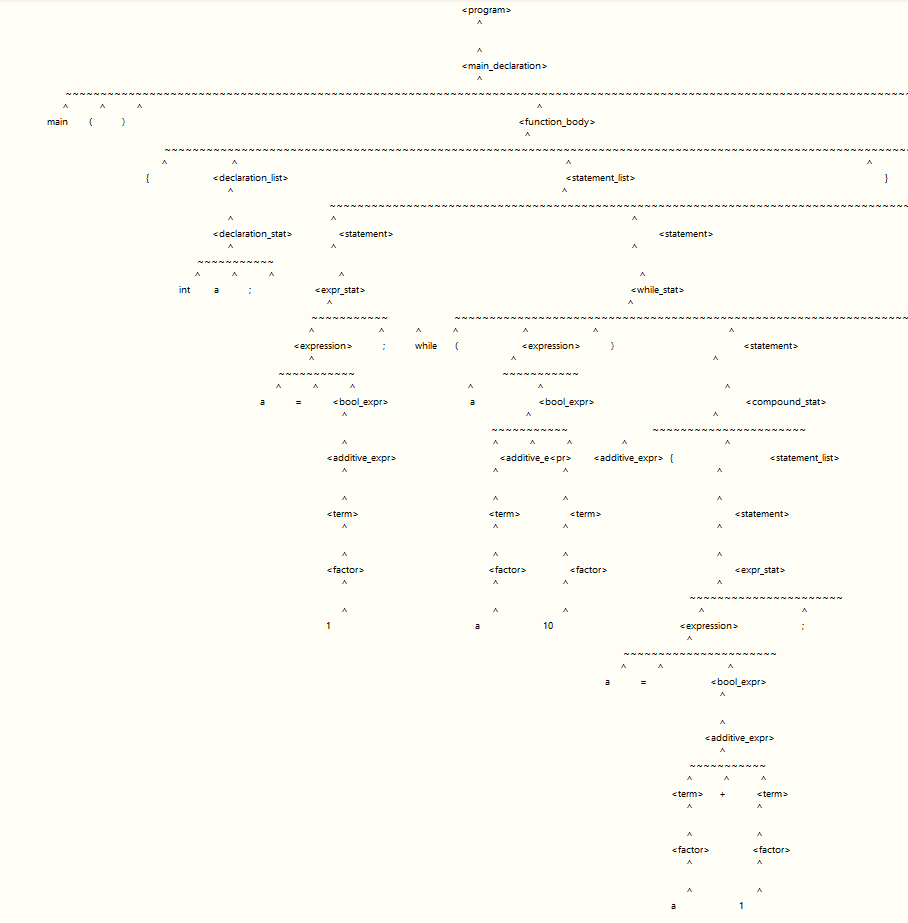 <program>
^
^
<main_declaration>
^
~~~~~~~~~~~~~~~~~~~~~~~~~~~~~~~~~~~~~~~~~~~~~~~~~~~~~~~~~~~~~~~~~~~~~~~~~~~~~~~~~~~~~~~~~~~~~~~~~~~~~~~~~~~~~~~~~~~~~~~~
^ ^ ^ ^
main ( ) <function_body>
^
~~~~~~~~~~~~~~~~~~~~~~~~~~~~~~~~~~~~~~~~~~~~~~~~~~~~~~~~~~~~~~~~~~~~~~~~~~~~~~~~~~~~~~~~~~~~~~~~~~~~~~~~~~
^ ^ ^ ^
{ <declaration_list> <statement_list> }
^ ^
~~~~~~~~~~~~~~~~~~~~~~~~~~~~~~~~~~~~~~~~~~~~~~~~~~~~~~~~~~~~~~~~~~~~~~~~~~~~~~~~~~
^ ^ ^
<declaration_stat> <statement> <statement>
^ ^ ^
~~~~~~~~~~~
^ ^ ^ ^ ^
int a ; <expr_stat> <while_stat>
^ ^
~~~~~~~~~~~ ~~~~~~~~~~~~~~~~~~~~~~~~~~~~~~~~~~~~~~~~~~~~~~~~~~~~~~~~~~~~~~~~
^ ^ ^ ^ ^ ^ ^
<expression> ; while ( <expression> ) <statement>
^ ^ ^
~~~~~~~~~~~ ~~~~~~~~~~~
^ ^ ^ ^ ^ ^
a = <bool_expr> a <bool_expr> <compound_stat>
^ ^ ^
~~~~~~~~~~~ ~~~~~~~~~~~~~~~~~~~~~~
^ ^ ^ ^ ^ ^
<additive_expr> <additive_e<pr> <additive_expr> { <statement_list>
^ ^ ^ ^
^ ^ ^ ^
<term> <term> <term> <statement>
^ ^ ^ ^
^ ^ ^ ^
<factor> <factor> <factor> <expr_stat>
^ ^ ^ ^
~~~~~~~~~~~~~~~~~~~~~~
^ ^ ^ ^ ^
1 a 10 <expression> ;
^
~~~~~~~~~~~~~~~~~~~~~~
^ ^ ^
a = <bool_expr>
^
^
<additive_expr>
^
~~~~~~~~~~~
^ ^ ^
<term> + <term>
^ ^
^ ^
<factor> <factor>
^ ^
^ ^
a 1